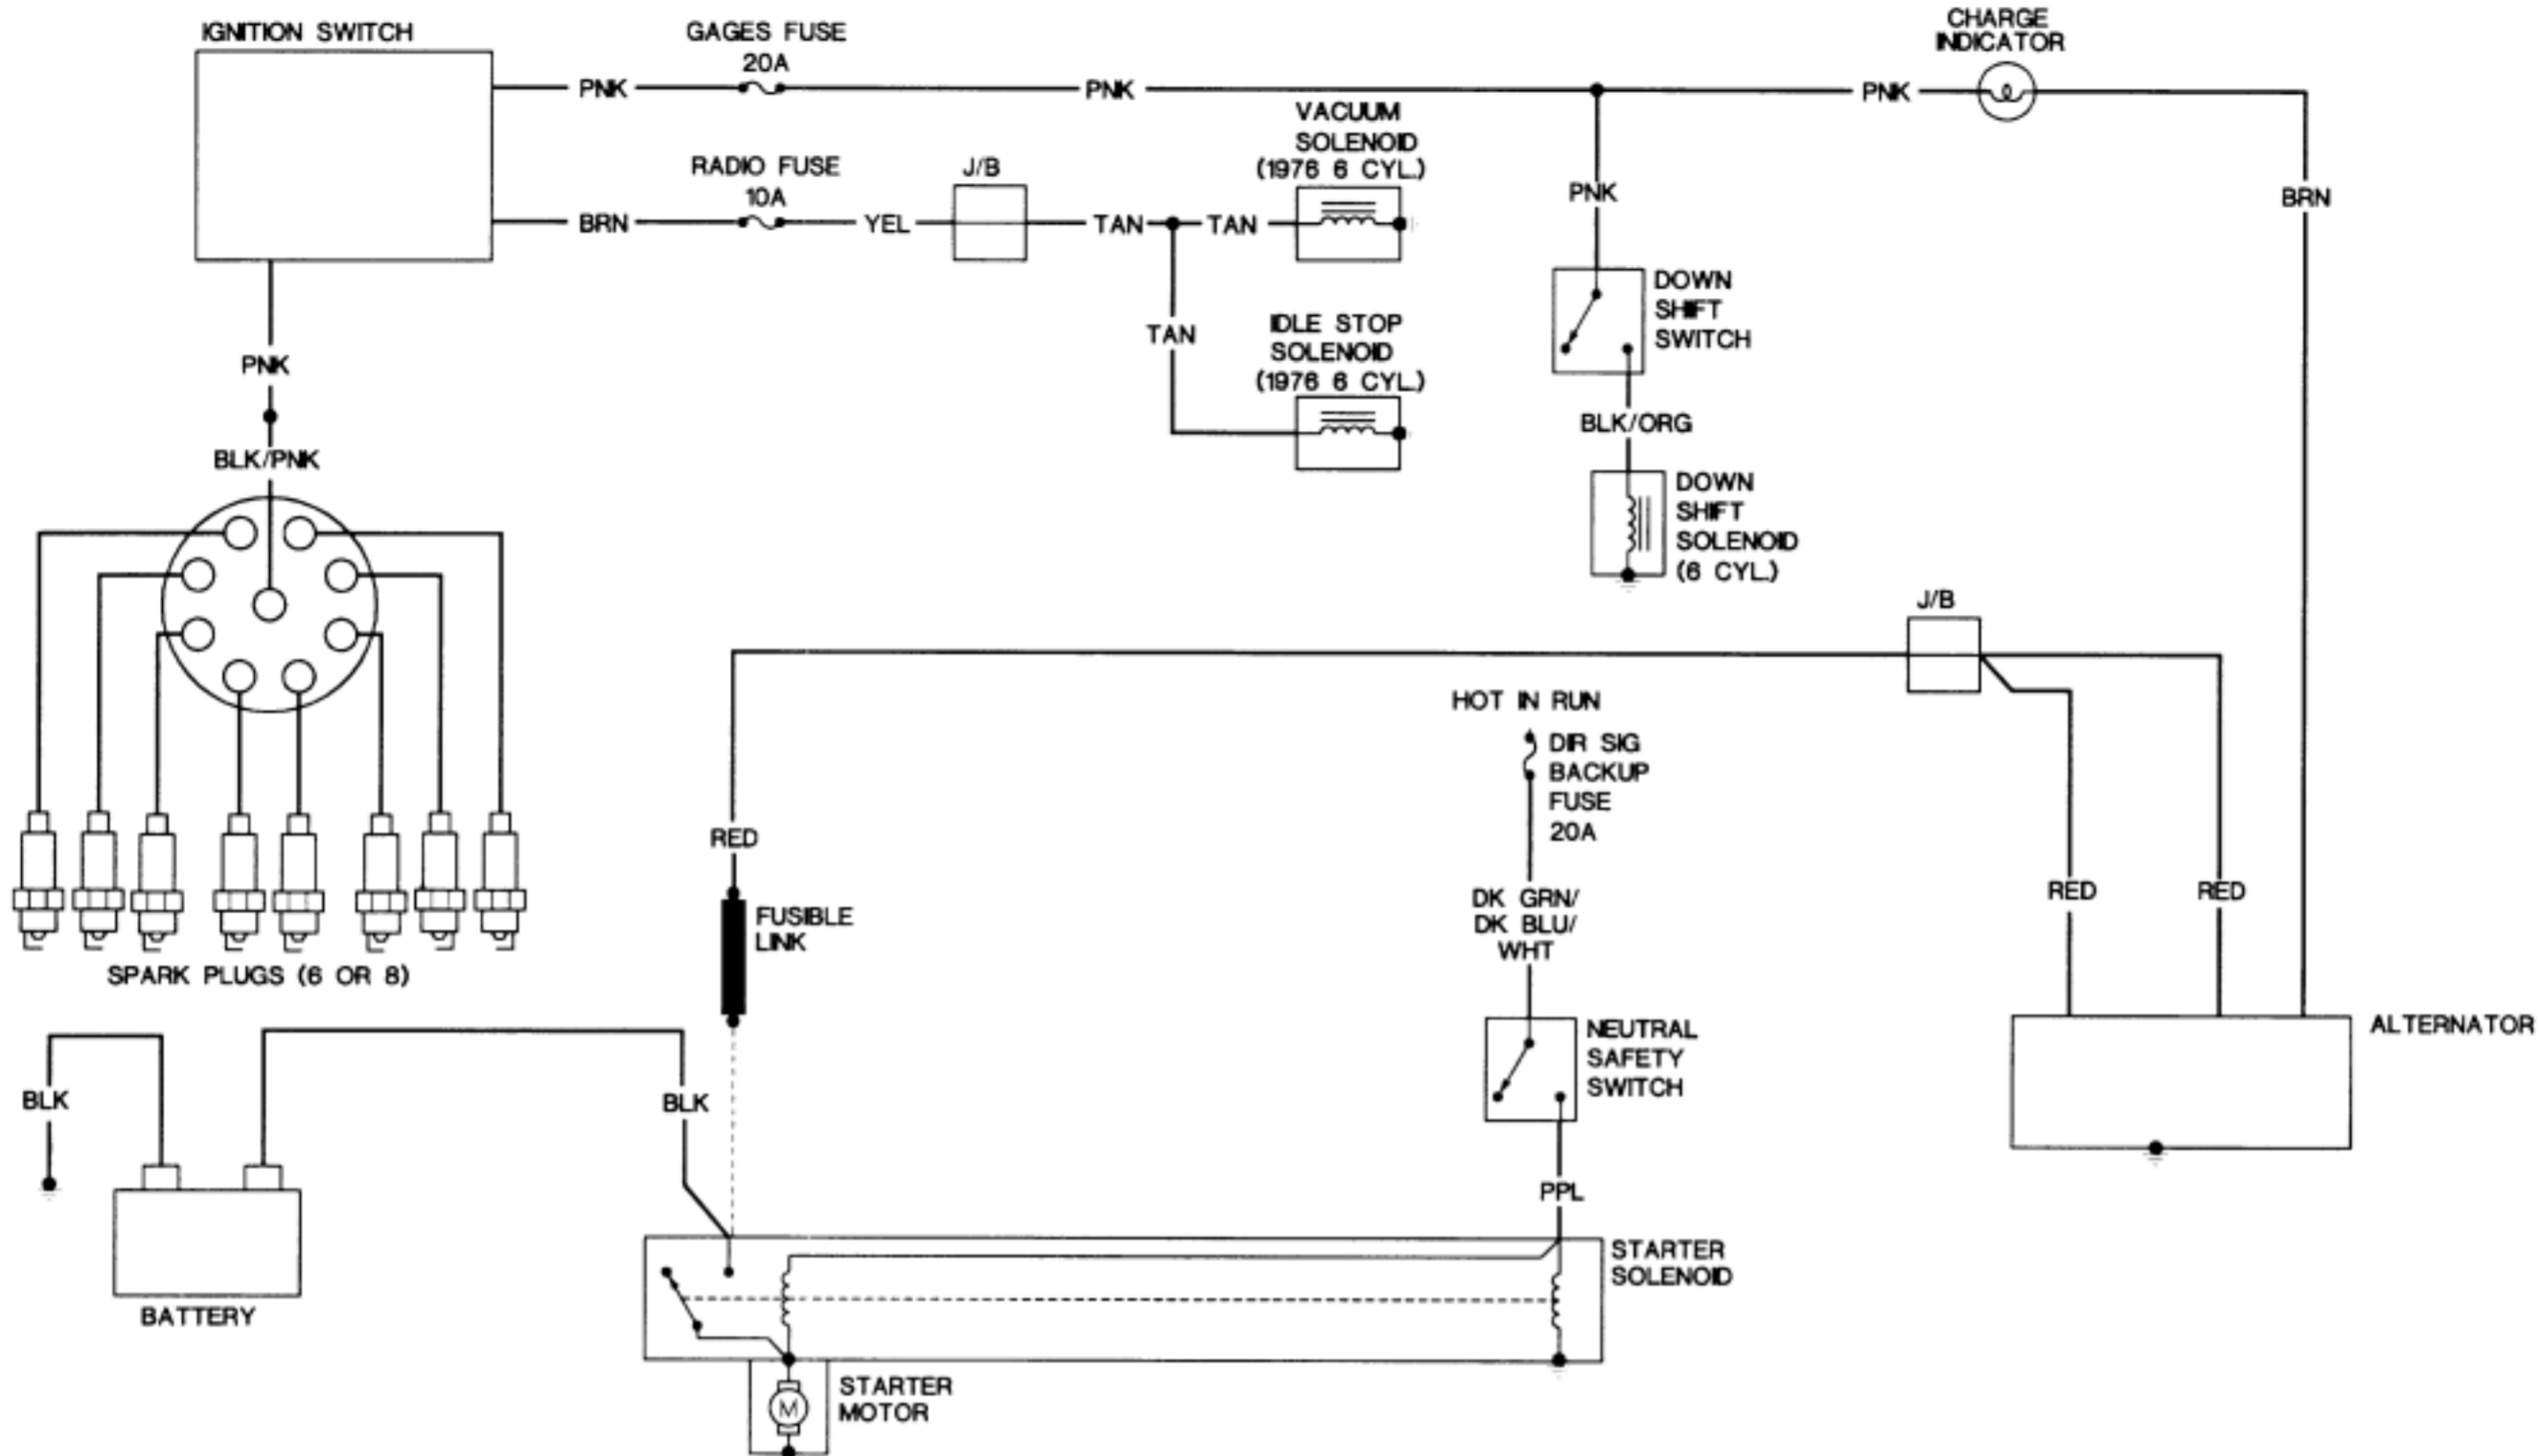 IGNITION SWITCH
GAGES FUSE
20A
CHARGE
INDICATOR
PNK
PNK
PNK
BRN
RADIO FUSE
10A
BRN
YEL
J/B
TAN
TAN
VACUUM
SOLENOID
(1976 6 CYL.)
TAN
IDLE STOP
SOLENOID
(1976 6 CYL.)
PNK
DOWN
SHIFT
SWITCH
BLK/ORG
DOWN
SHIFT
SOLENOID
(6 CYL.)
PNK
BLK/PNK
SPARK PLUGS (6 OR 8)
J/B
HOT IN RUN
DIR SIG
BACKUP
FUSE
20A
RED
FUSIBLE
LINK
DK GRN/
DK BLU/
WHT
RED
RED
NEUTRAL
SAFETY
SWITCH
ALTERNATOR
BLK
BLK
BATTERY
PPL
STARTER
SOLENOID
STARTER
MOTOR
M